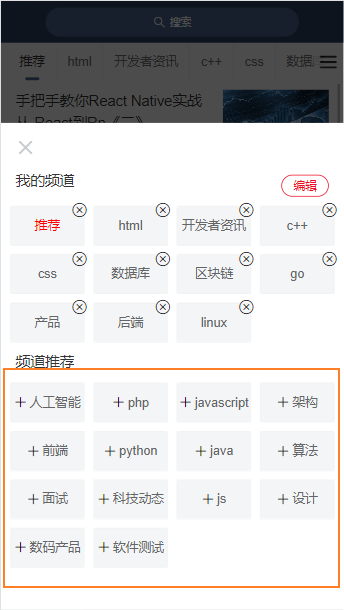 搜索
推荐 html 开发者资讯 c++ css 数据
手把手教你React Native实战
从 React到Rn《二》
我的频道 编辑
推荐 html 开发者资讯 c++
css 数据库 区块链 go
产品 后端 linux
频道推荐
+ 人工智能 + php + javascript + 架构
+ 前端 + python + java + 算法
+ 面试 + 科技动态 + js + 设计
+ 数码产品 + 软件测试